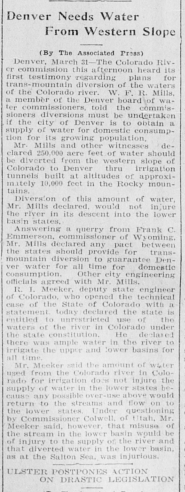 Denver Needs Water
From Western Slope
(By The Associated Press)
Denver, March 21—The Colorado Riv-
er commission this afternoon heard its
first testimony regarding plans for
trans-mountain diversion of the waters
of the Colorado river. W. F. R. Mills,
a member of the Denver board of wa-
ter commissioners, told the commis-
sioners diversions must be undertaken
if the city of Denver is to obtain a
supply of water for domestic consump-
tion for its growing population.
Mr. Mills and other witnesses de-
clared 250,000 acre feet of water should
be diverted from the western slope of
Colorado to Denver thru irrigation
tunnels built at altitudes of approxi-
mately 10,000 feet in the Rocky moun-
tains.
Diversion of this amount of water,
Mr. Mills declared, would not injure
the river in its descent into the lower
basin states.
Answering a query from Frank C.
Emmerson, commissioner of Wyoming,
Mr. Mills declared any pact between
the states should provide for trans-
mountain diversion to guarantee Den-
ver water for all time for domestic
consumption. Other city engineering
officials agreed with Mr. Mills.
R. I. Meeker, deputy state engineer
of Colorado, who opened the technical
case of the State of Colorado with a
statement today declared the state is
entitled to unrestricted use of the
waters of the river in Colorado under
the state constitution. He declared
there was ample water in the river to
irrigate the upper and lower basins for
all time.
Mr. Meeker said the amount of water
used from the Colorado river in Colo-
rado for irrigation does not injure the
supply of water in the lower states be-
cause any possible over-use above would
return to the streams and flow on to
the lower states. Under questioning
by Commissioner Colwell, of Utah, Mr.
Meeker said, however, that misuse of
the stream in the lower basin would be
of injury to the supply of the river and
that diverted water in the lower basin,
as at Salton Sea, was injurious.
ULSTER POSTPONES ACTION
ON DRASTIC LEGISLATION